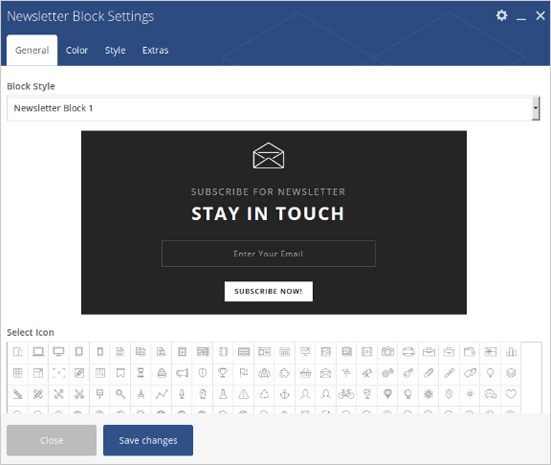 Newsletter Block Settings
General Color Style Extras
Block Style
Newsletter Block 1
SUBSCRIBE FOR NEWSLETTER
STAY IN TOUCH
Enter Your Email
SUBSCRIBE NOW!
Select Icon
Close Save changes